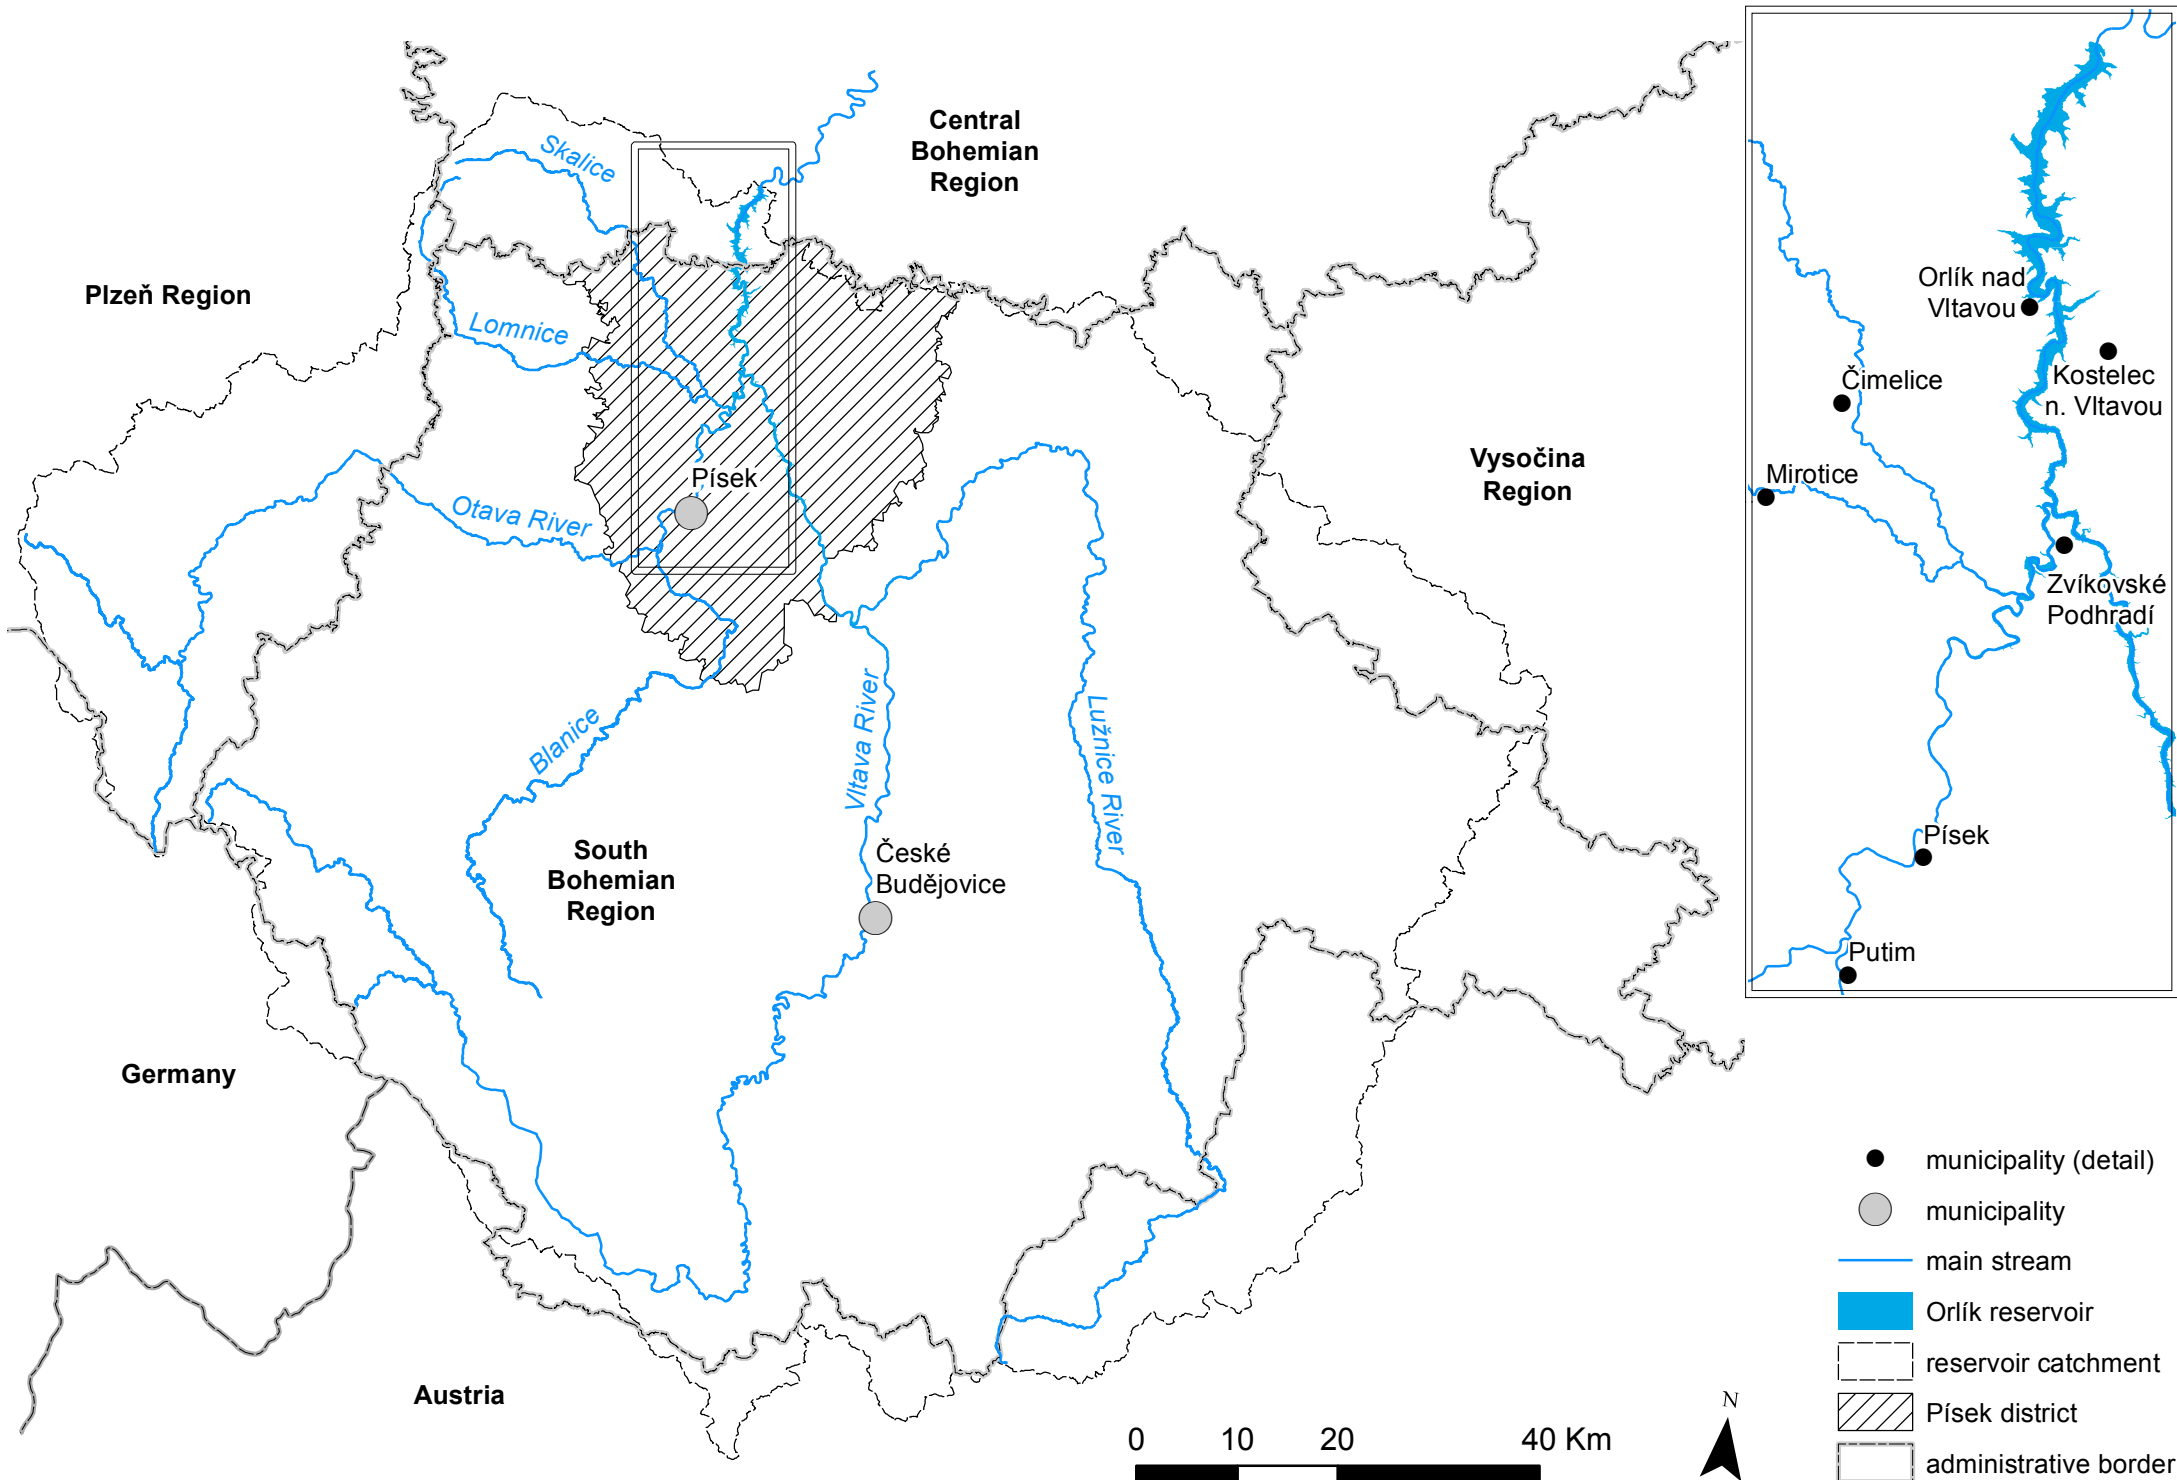 Central
Bohemian
Region
Skalice
Plzeň Region
Lomnice
Písek
Otava River
Vysočina
Region
Blanice
Vltava River
Lužnice River
South
Bohemian
Region
České
Budějovice
Germany
Austria
Orlík nad
Vltavou
Kostelec
n. Vltavou
Čimelice
Mirotice
Zvíkovské
Podhradí
Písek
Putim
municipality (detail)
municipality
main stream
Orlík reservoir
reservoir catchment
Písek district
administrative border
N
0 10 20 40 Km